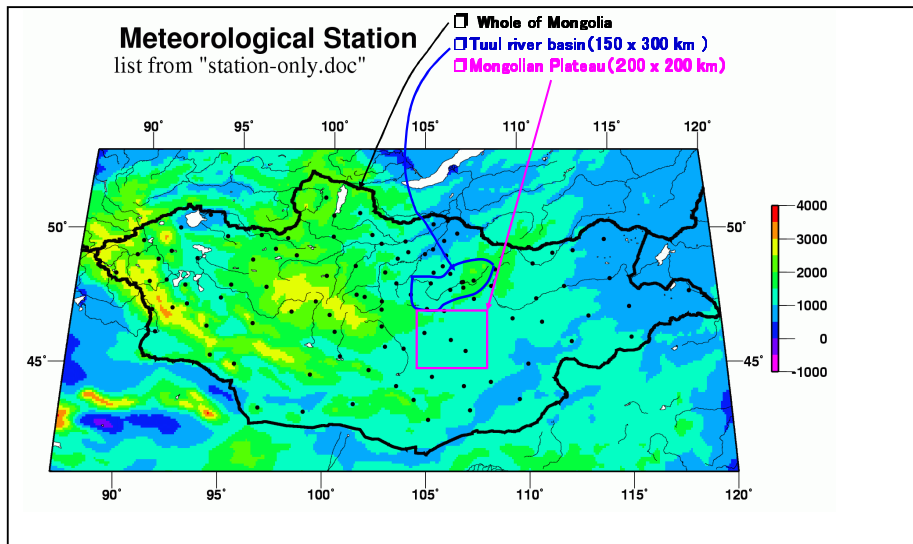 Meteorological Station
list from "station-only.doc"
Whole of Mongolia
Tuul river basin(150 x 300 km )
Mongolian Plateau(200 x 200 km)
90° 95° 100° 105° 110° 115° 120°
50° 50°
45° 45°
90° 95° 100° 105° 110° 115° 120°
4000
3000
2000
1000
0
-1000